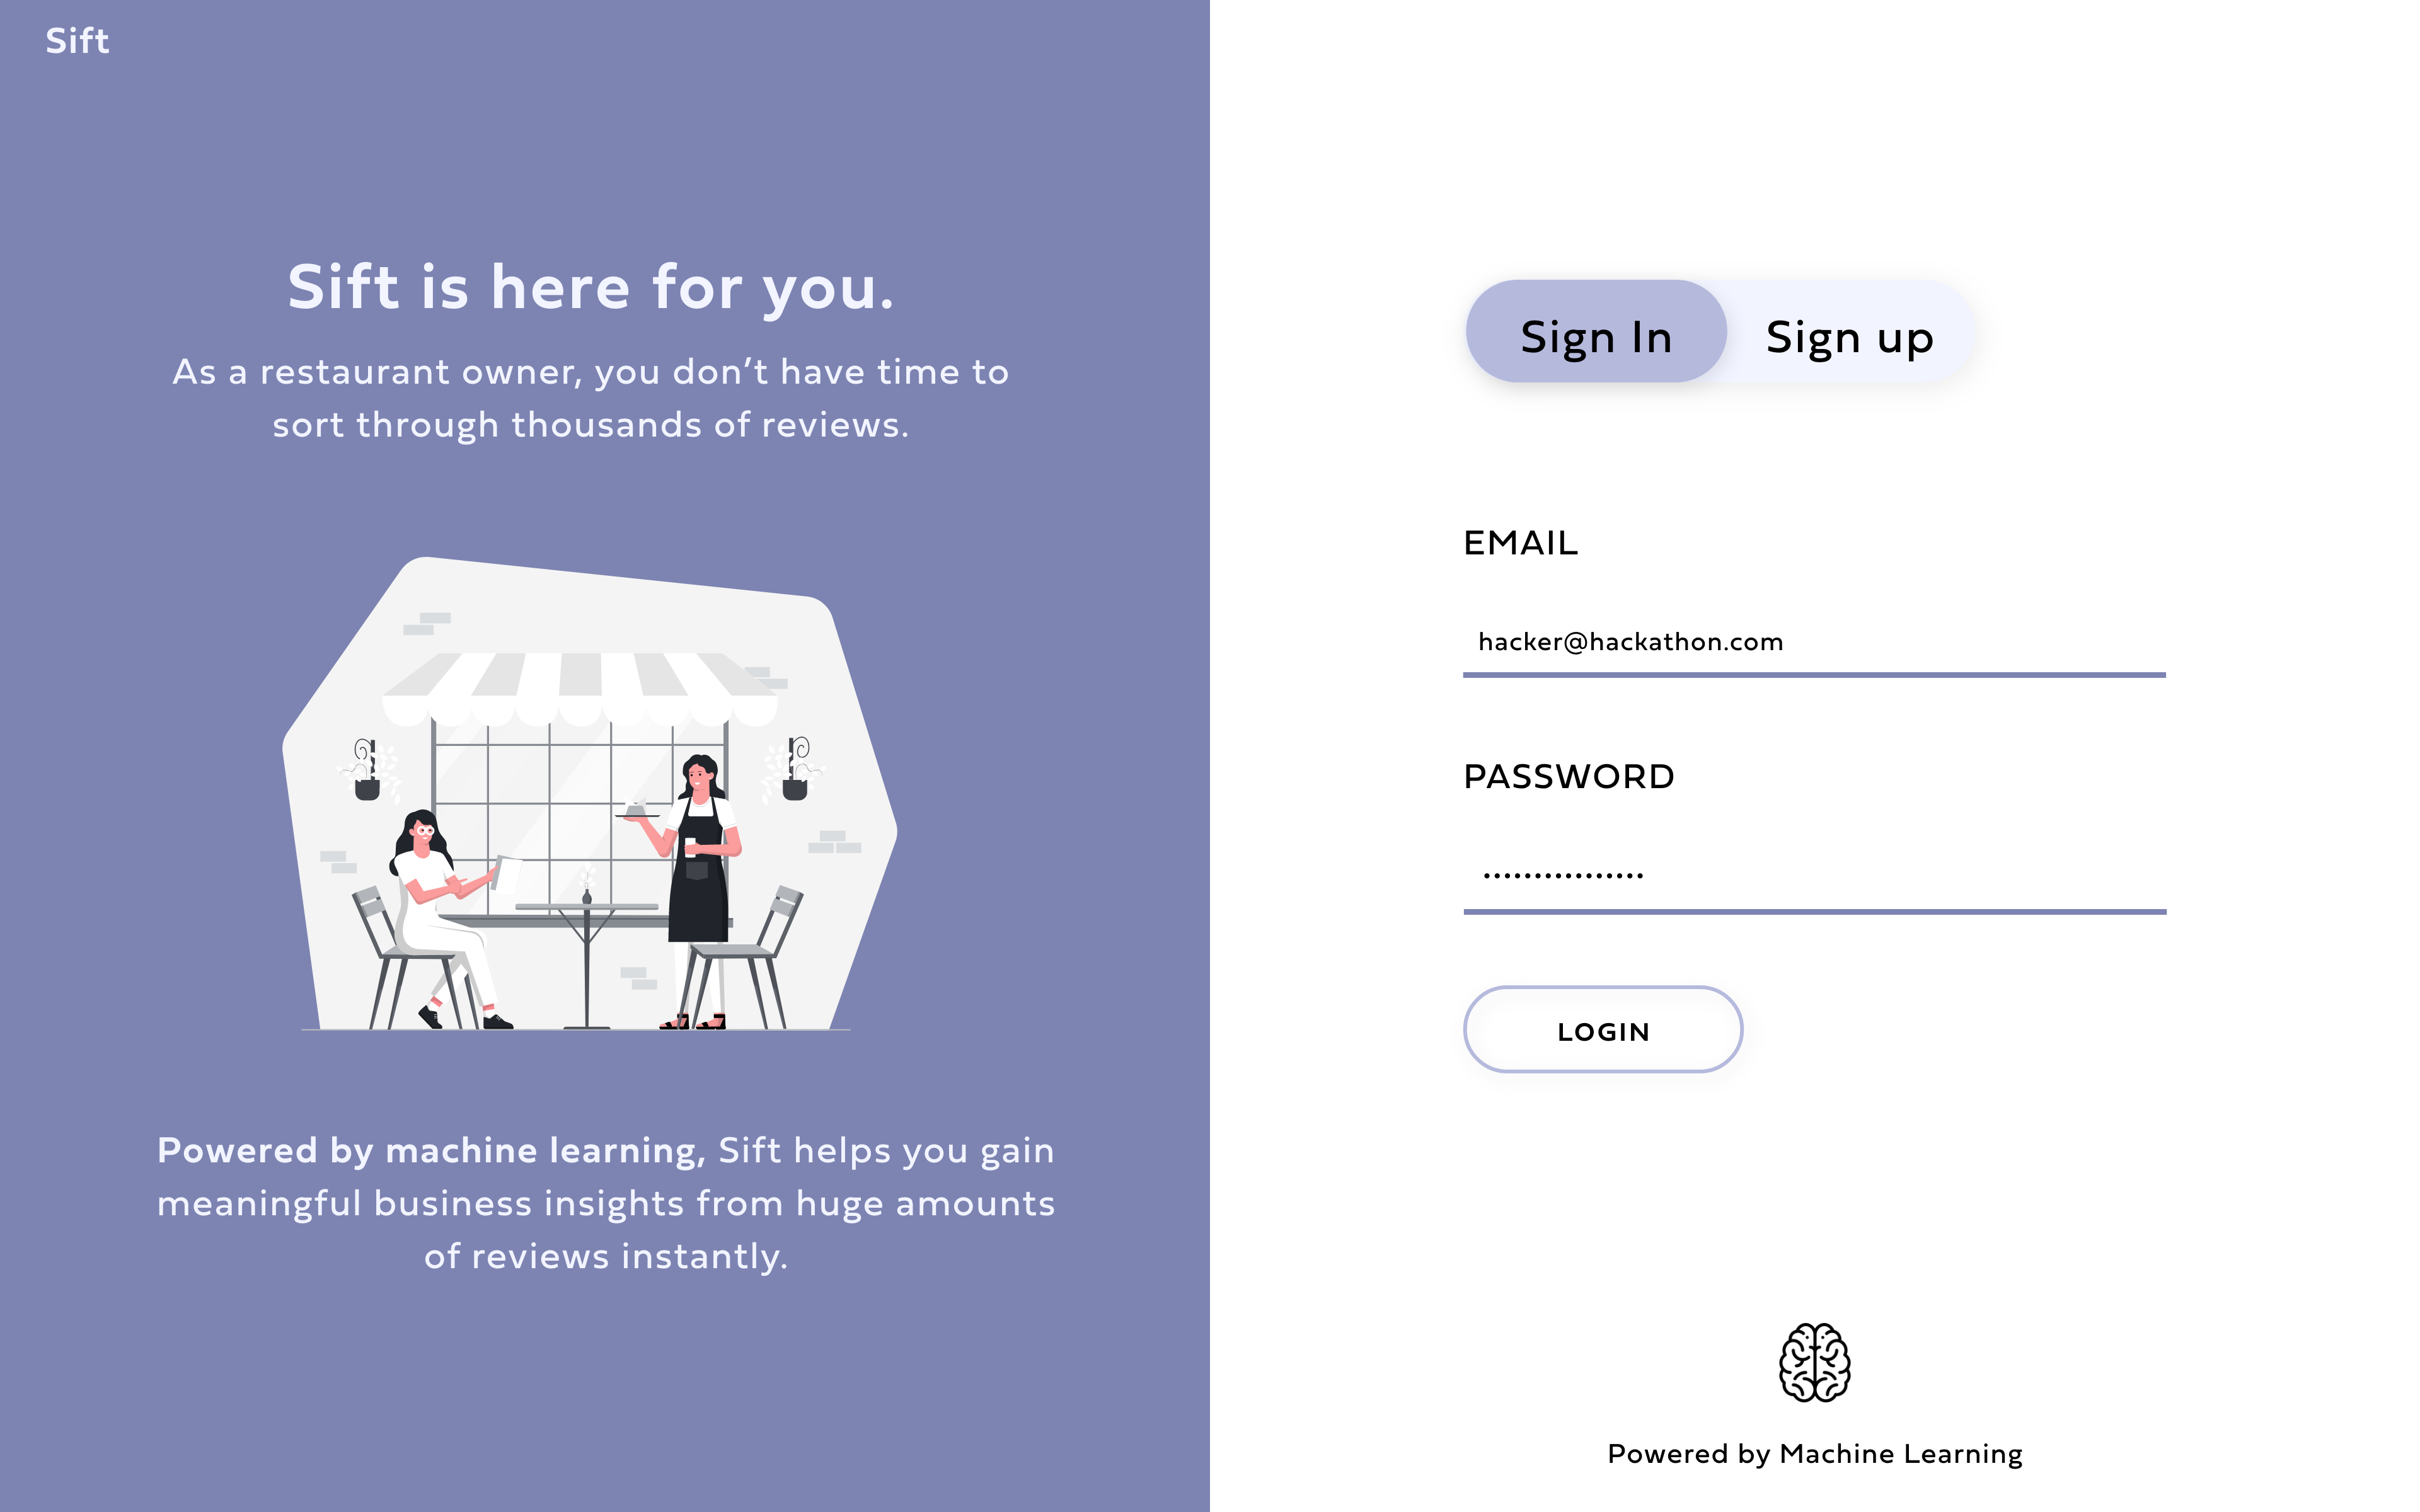 Sift
Sift is here for you.
As a restaurant owner, you don’t have time to
sort through thousands of reviews.
Powered by machine learning, Sift helps you gain
meaningful business insights from huge amounts
of reviews instantly.
Sign In
Sign up
EMAIL
hacker@hackathon.com
PASSWORD
................
LOGIN
Powered by Machine Learning